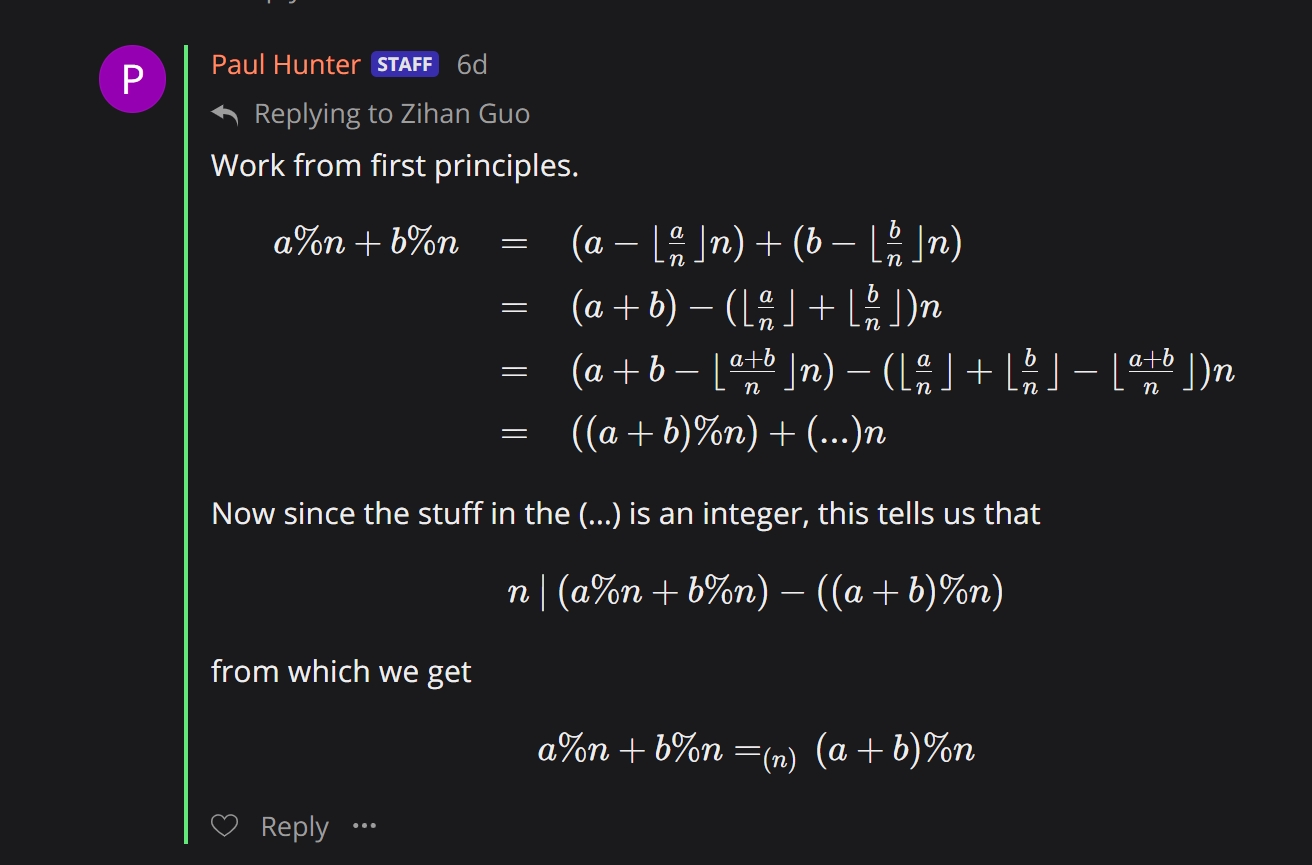 P
Paul Hunter STAFF 6d
Replying to Zihan Guo
Work from first principles.
a%n + b%n = (a − ⌊a/n⌋n) + (b − ⌊b/n⌋n)
= (a + b) − (⌊a/n⌋ + ⌊b/n⌋)n
= (a + b − ⌊a+b/n⌋n) − (⌊a/n⌋ + ⌊b/n⌋ − ⌊a+b/n⌋)n
= ((a + b)%n) + (...)n
Now since the stuff in the (...) is an integer, this tells us that
n | (a%n + b%n) − ((a + b)%n)
from which we get
a%n + b%n =(n) (a + b)%n
Reply ...